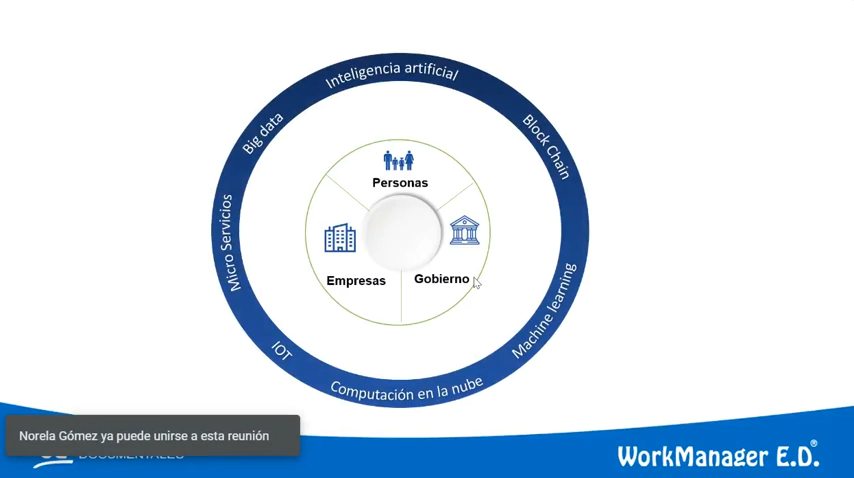 Inteligencia artificial
Big data
Block Chain
Personas
Micro Servicios
Empresas
Gobierno
Machine learning
IOT
Computación en la nube
Norela Gómez ya puede unirse a esta reunión
DOCUMENTALES
WorkManager E.D.®